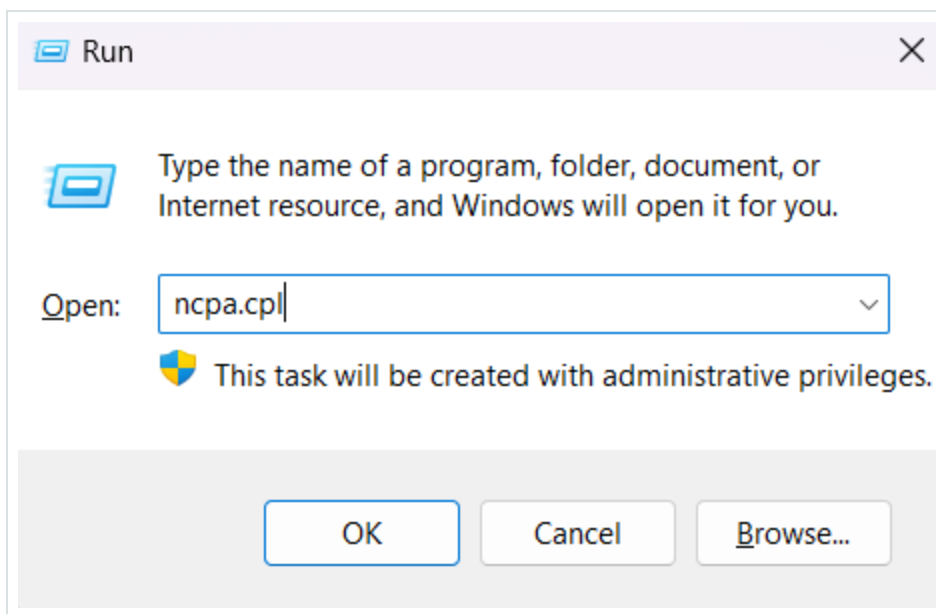 Run
Type the name of a program, folder, document, or
Internet resource, and Windows will open it for you.
Open: ncpa.cpl
This task will be created with administrative privileges.
OK Cancel Browse...